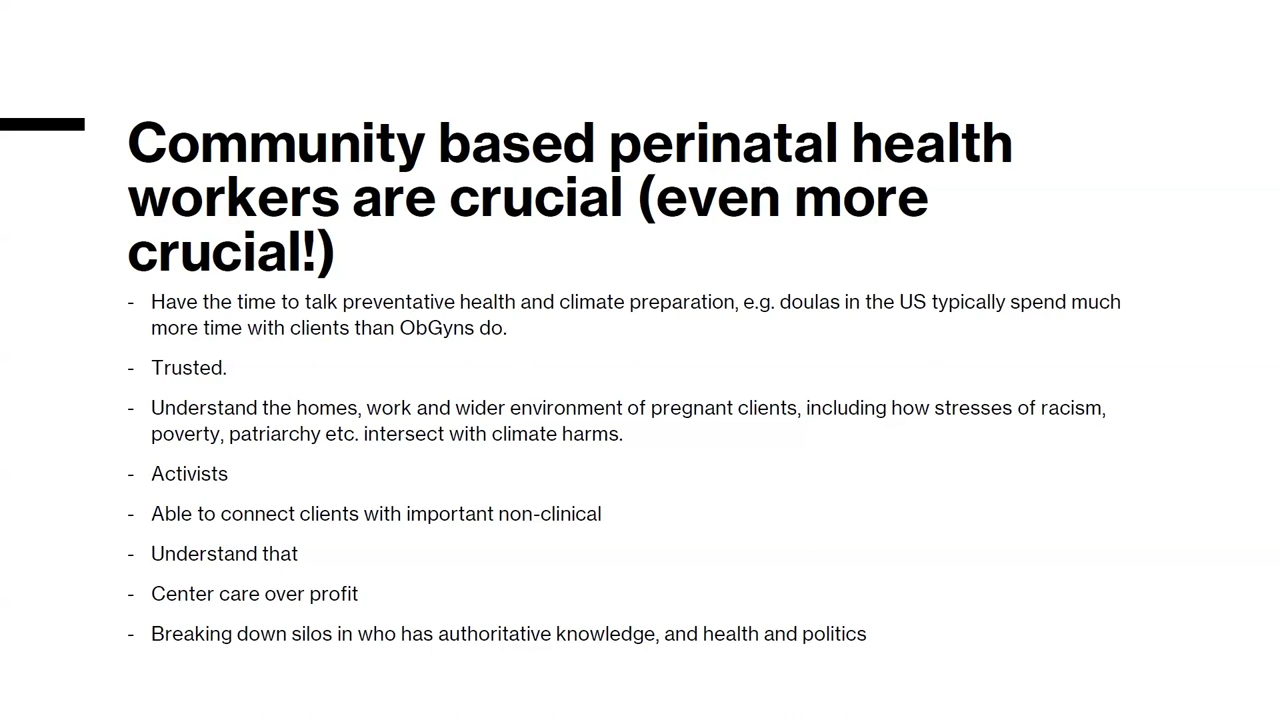 Community based perinatal health
workers are crucial (even more
crucial!)
- Have the time to talk preventative health and climate preparation, e.g. doulas in the US typically spend much
more time with clients than ObGyns do.
- Trusted.
- Understand the homes, work and wider environment of pregnant clients, including how stresses of racism,
poverty, patriarchy etc. intersect with climate harms.
- Activists
- Able to connect clients with important non-clinical
- Understand that
- Center care over profit
- Breaking down silos in who has authoritative knowledge, and health and politics